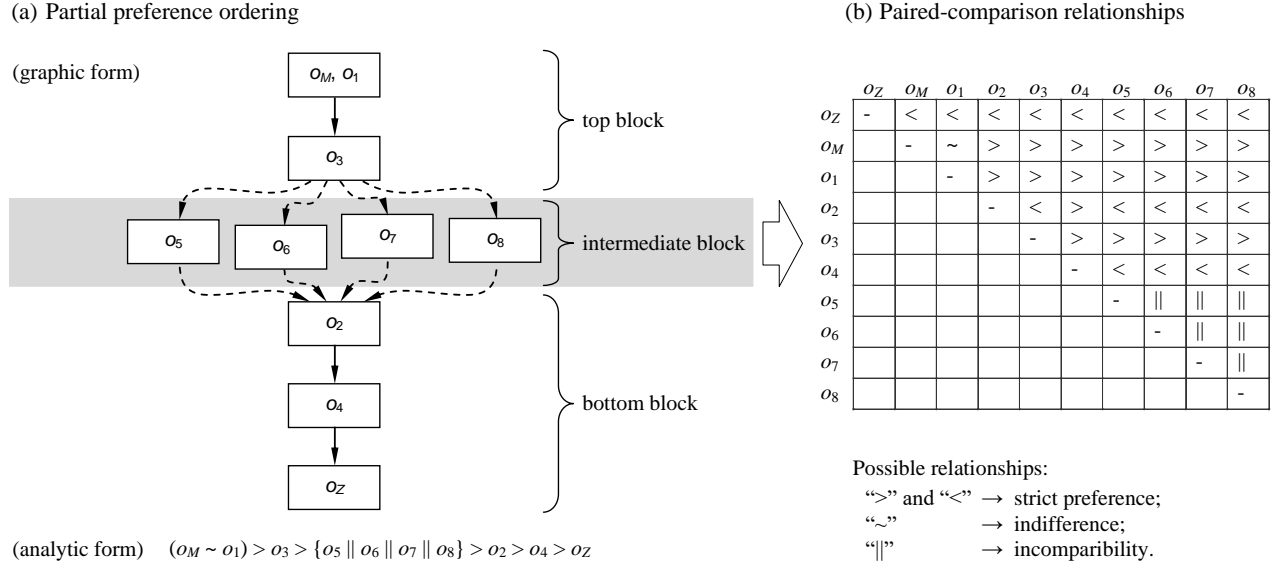 (a) Partial preference ordering
(graphic form)
oM, o1
o3
top block
o5
o6
o7
o8
intermediate block
o2
o4
oZ
bottom block
(analytic form) (oM ~ o1) > o3 > {o5 || o6 || o7 || o8} > o2 > o4 > oZ
(b) Paired-comparison relationships
oZ oM o1 o2 o3 o4 o5 o6 o7 o8
oZ - < < < < < < < < <
oM - ~ > > > > > > >
o1 - > > > > > > >
o2 - < > < < < <
o3 - > > > > >
o4 - < < < <
o5 - || || ||
o6 - || ||
o7 - ||
o8 -
Possible relationships:
“>” and “<” → strict preference;
“~” → indifference;
“||” → incomparibility.